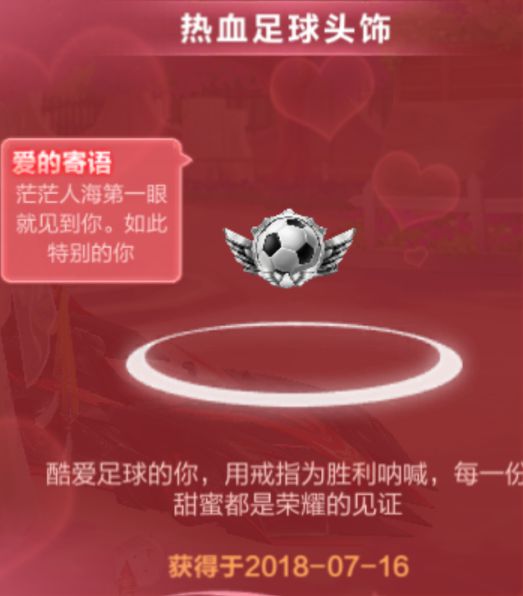 热血足球头饰
爱的寄语
茫茫人海第一眼
就见到你。如此
特别的你
酷爱足球的你，用戒指为胜利呐喊，每一份
甜蜜都是荣耀的见证
获得于2018-07-16